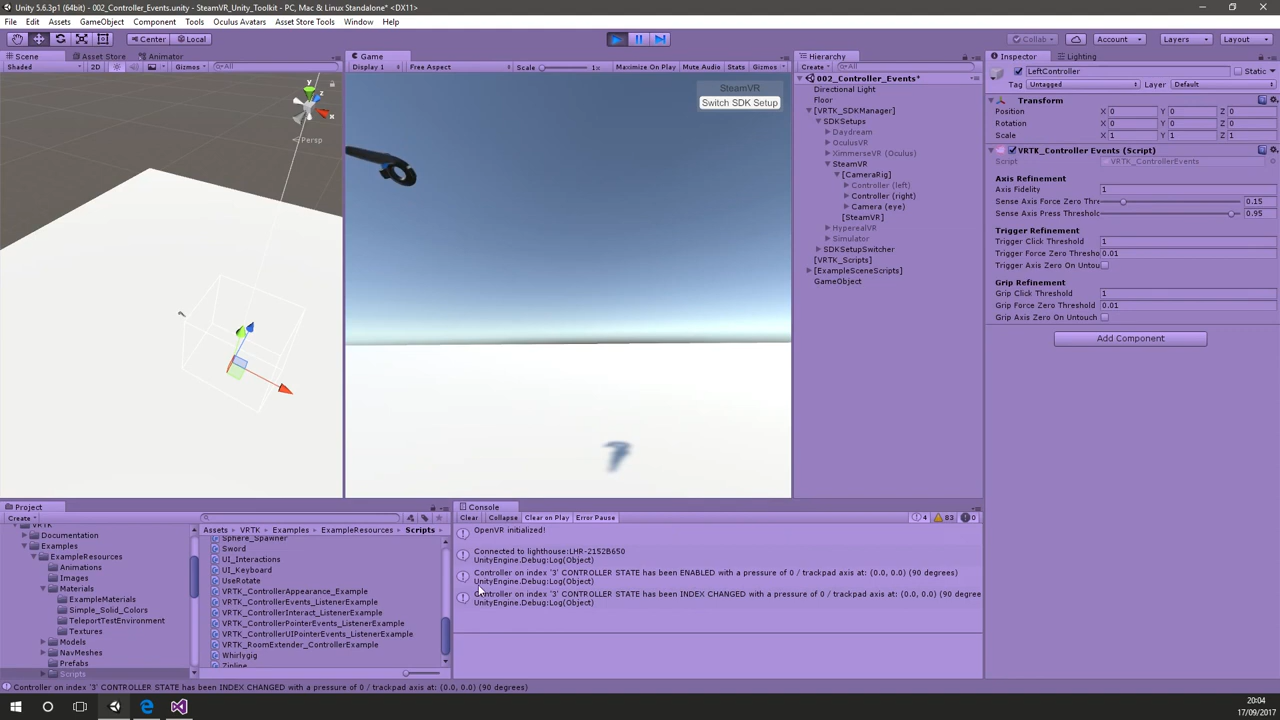 Unity 5.6.3p1 (64bit) - 002_Controller_Events.unity - SteamVR_Unity_Toolkit - PC, Mac & Linux Standalone* <DX11>
File Edit Assets GameObject Component Tools Oculus Avatars Asset Store Tools Window Help
Center Local Collab Account Layers Layout
Scene Asset Store Animator
Shaded 2D Gizmos All
y
x
z
Persp
Game
Display 1 Free Aspect Scale 1x Maximize On Play Mute Audio Stats Gizmos
SteamVR
Switch SDK Setup
Hierarchy
Create All
002_Controller_Events*
Directional Light
Floor
[VRTK_SDKManager]
SDKSetups
Daydream
OculusVR
XimmerseVR (Oculus)
SteamVR
[CameraRig]
Controller (left)
Controller (right)
Camera (eye)
[SteamVR]
HyperealVR
Simulator
SDKSetupSwitcher
[VRTK_Scripts]
[ExampleSceneScripts]
GameObject
Inspector Lighting
LeftController Static
Tag Untagged Layer Default
Transform
Position X 0 Y 0 Z 0
Rotation X 0 Y 0 Z 0
Scale X 1 Y 1 Z 1
VRTK_Controller Events (Script)
Script VRTK_ControllerEvents
Axis Refinement
Axis Fidelity 1
Sense Axis Force Zero Thre 0.15
Sense Axis Press Threshold 0.95
Trigger Refinement
Trigger Click Threshold 1
Trigger Force Zero Thresho 0.01
Trigger Axis Zero On Untouch
Grip Refinement
Grip Click Threshold 1
Grip Force Zero Threshold 0.01
Grip Axis Zero On Untouch
Add Component
Project
Create
VRTK
Documentation
Examples
ExampleResources
Animations
Images
Materials
ExampleMaterials
Simple_Solid_Colors
TeleportTestEnvironment
Textures
Models
NavMeshes
Prefabs
Scripts
Assets VRTK Examples ExampleResources Scripts
Sphere_Spawner
Sword
UI_Interactions
UI_Keyboard
UseRotate
VRTK_ControllerAppearance_Example
VRTK_ControllerEvents_ListenerExample
VRTK_ControllerInteract_ListenerExample
VRTK_ControllerPointerEvents_ListenerExample
VRTK_ControllerUIPointerEvents_ListenerExample
VRTK_RoomExtender_ControllerExample
Whirlygig
Zipline
Console
Clear Collapse Clear on Play Error Pause 4 83 0
OpenVR initialized!
Connected to lighthouse:LHR-2152B650
UnityEngine.Debug:Log(Object)
Controller on index '3' CONTROLLER STATE has been ENABLED with a pressure of 0 / trackpad axis at: (0.0, 0.0) (90 degrees)
UnityEngine.Debug:Log(Object)
Controller on index '3' CONTROLLER STATE has been INDEX CHANGED with a pressure of 0 / trackpad axis at: (0.0, 0.0) (90 degree
UnityEngine.Debug:Log(Object)
Controller on index '3' CONTROLLER STATE has been INDEX CHANGED with a pressure of 0 / trackpad axis at: (0.0, 0.0) (90 degrees)
20:04
17/09/2017